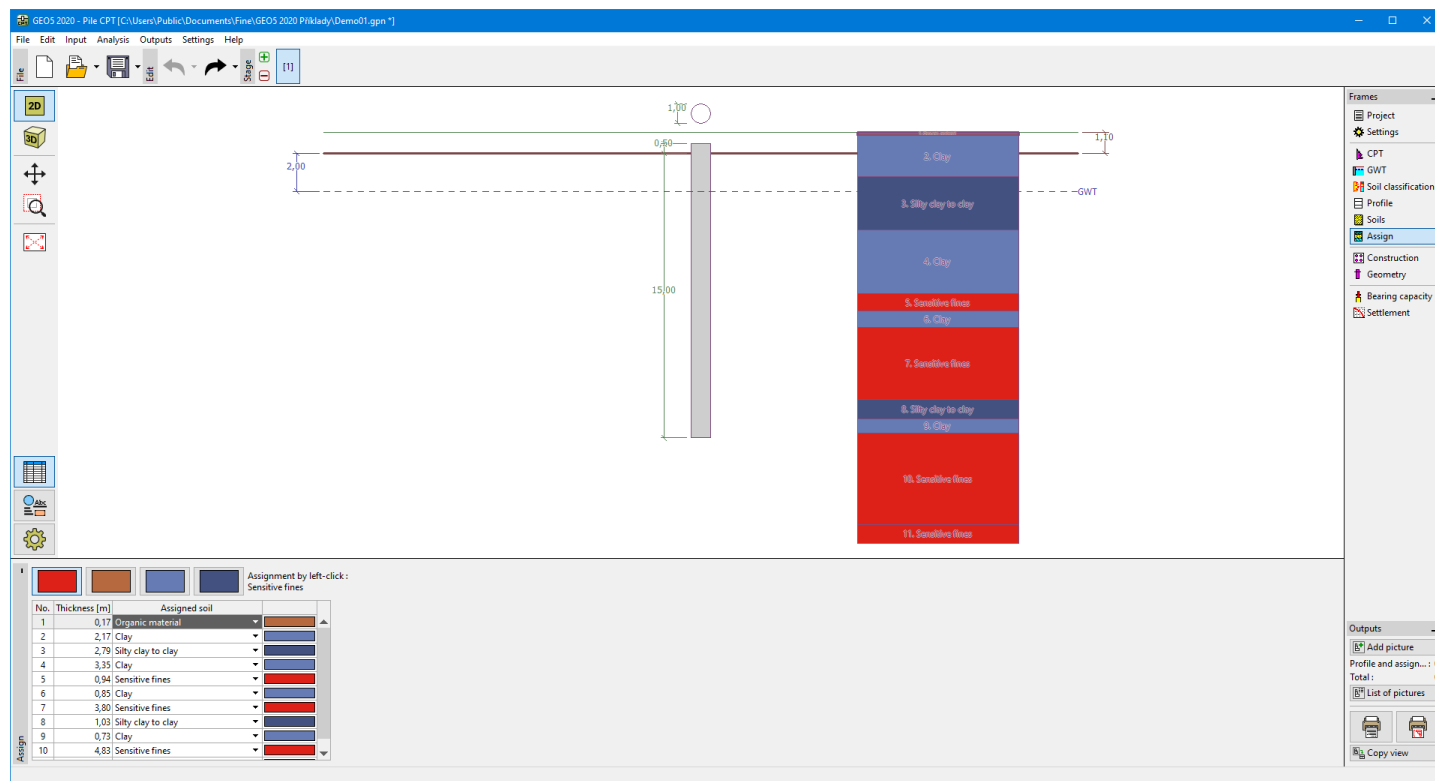 GEO5 2020 - Pile CPT [C:\Users\Public\Documents\Fine\GEO5 2020 Příklady\Demo01.gpn *]
File Edit Input Analysis Outputs Settings Help
File
Edit
Stage
[1]
2D
3D
Abc
1,00
0,50
1,10
2,00
GWT
15,00
2. Clay
3. Silty clay to clay
4. Clay
5. Sensitive fines
6. Clay
7. Sensitive fines
8. Silty clay to clay
9. Clay
10. Sensitive fines
11. Sensitive fines
Frames
Project
Settings
CPT
GWT
Soil classification
Profile
Soils
Assign
Construction
Geometry
Bearing capacity
Settlement
Outputs
Add picture
Profile and assign... :
Total :
List of pictures
Copy view
Assign
Assignment by left-click :
Sensitive fines
No. Thickness [m] Assigned soil
1 0,17 Organic material
2 2,17 Clay
3 2,79 Silty clay to clay
4 3,35 Clay
5 0,94 Sensitive fines
6 0,85 Clay
7 3,80 Sensitive fines
8 1,03 Silty clay to clay
9 0,73 Clay
10 4,83 Sensitive fines